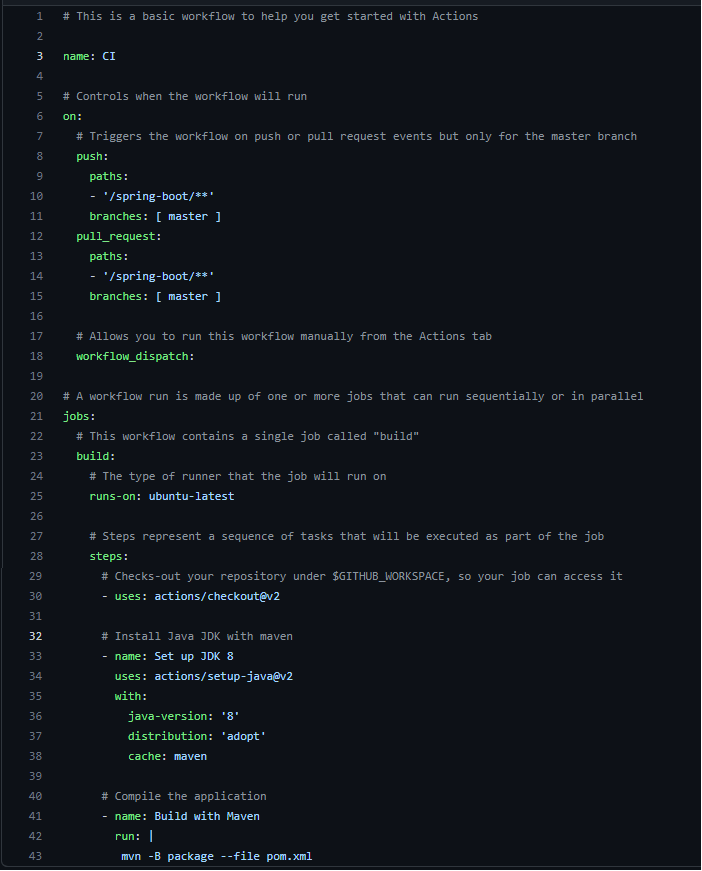 1 # This is a basic workflow to help you get started with Actions
2
3 name: CI
4
5 # Controls when the workflow will run
6 on:
7   # Triggers the workflow on push or pull request events but only for the master branch
8   push:
9     paths:
10     - '/spring-boot/**'
11     branches: [ master ]
12   pull_request:
13     paths:
14     - '/spring-boot/**'
15     branches: [ master ]
16
17   # Allows you to run this workflow manually from the Actions tab
18   workflow_dispatch:
19
20 # A workflow run is made up of one or more jobs that can run sequentially or in parallel
21 jobs:
22   # This workflow contains a single job called "build"
23   build:
24     # The type of runner that the job will run on
25     runs-on: ubuntu-latest
26
27     # Steps represent a sequence of tasks that will be executed as part of the job
28     steps:
29       # Checks-out your repository under $GITHUB_WORKSPACE, so your job can access it
30       - uses: actions/checkout@v2
31
32       # Install Java JDK with maven
33       - name: Set up JDK 8
34         uses: actions/setup-java@v2
35         with:
36           java-version: '8'
37           distribution: 'adopt'
38           cache: maven
39
40       # Compile the application
41       - name: Build with Maven
42         run: |
43          mvn -B package --file pom.xml